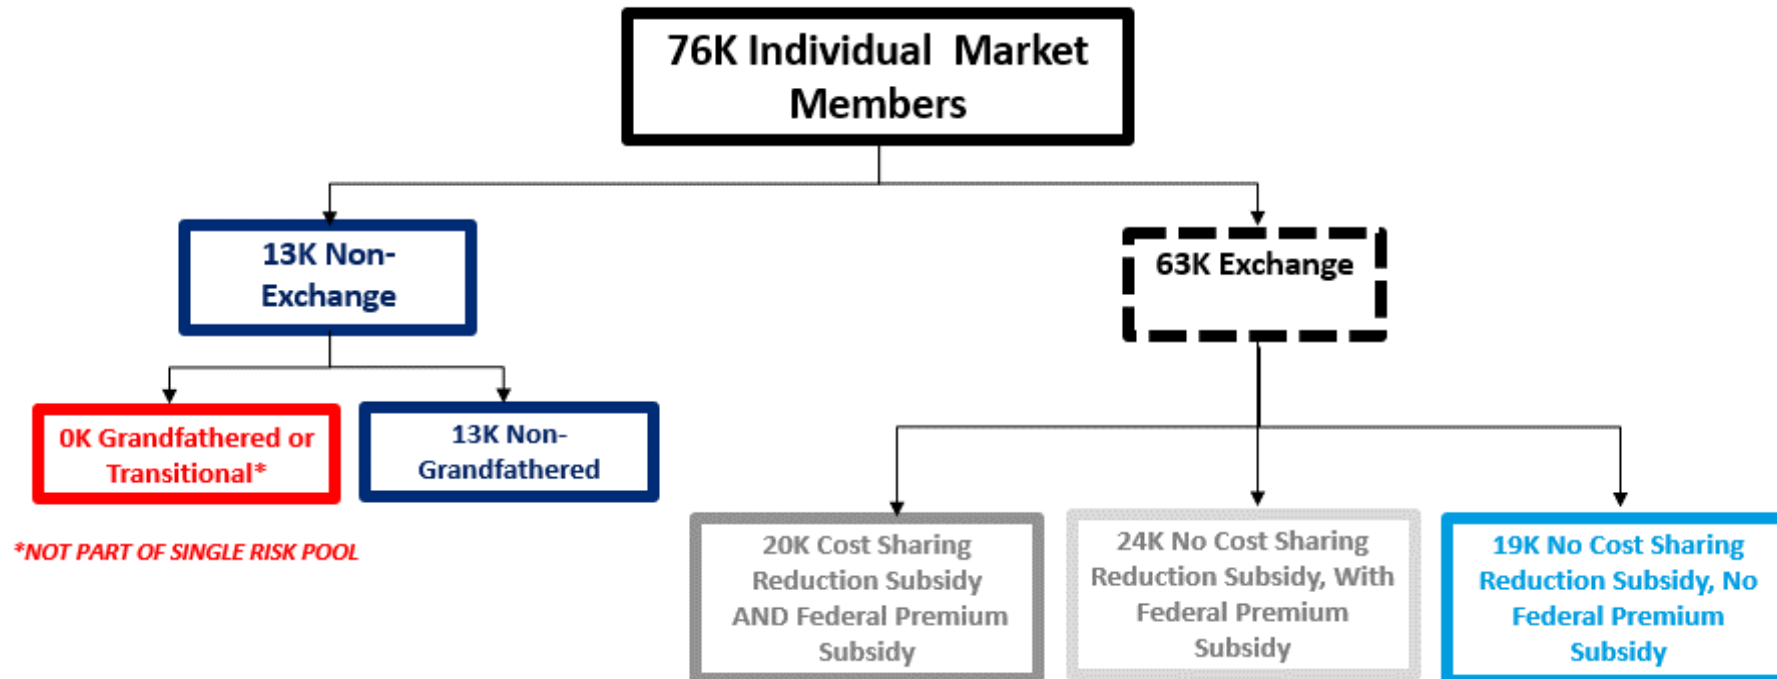 76K Individual Market
Members
13K Non-
Exchange
63K Exchange
0K Grandfathered or
Transitional*
13K Non-
Grandfathered
*NOT PART OF SINGLE RISK POOL
20K Cost Sharing
Reduction Subsidy
AND Federal Premium
Subsidy
24K No Cost Sharing
Reduction Subsidy, With
Federal Premium
Subsidy
19K No Cost Sharing
Reduction Subsidy, No
Federal Premium
Subsidy